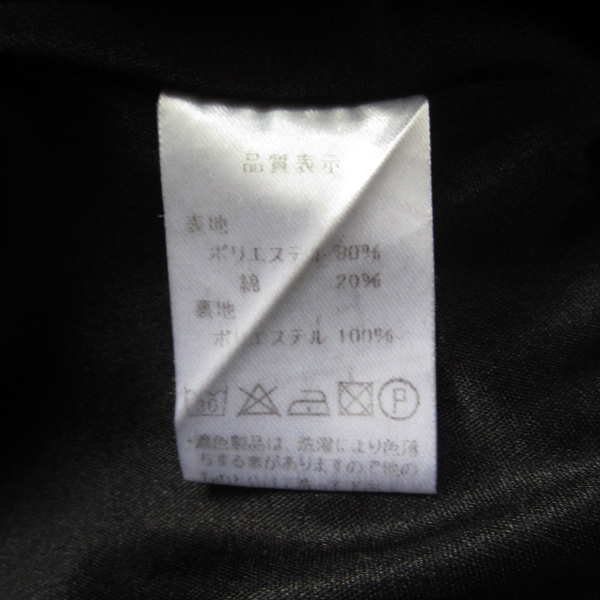 品質表示
表地
ポリエステル 80%
綿 20%
裏地
ポリエステル 100%
P
濃色製品は、洗濯により色落
ちする事がありますので他の